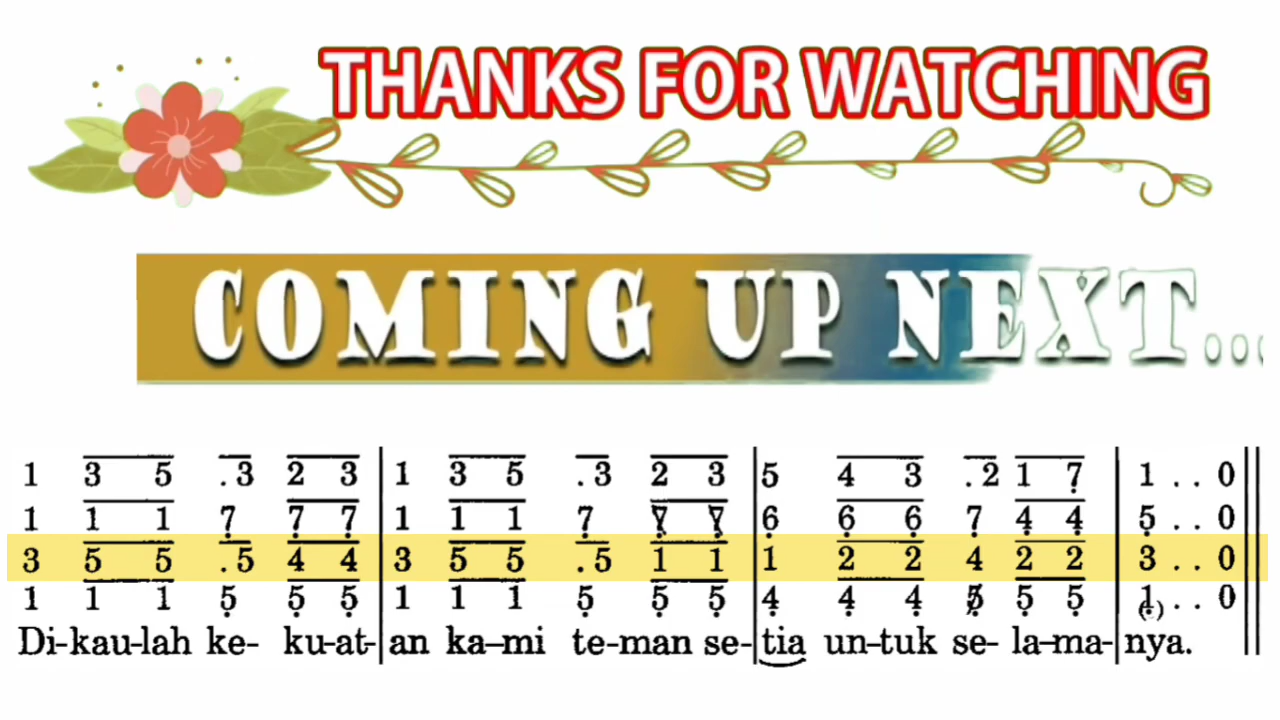 THANKS FOR WATCHING
COMING UP NEXT...
1 3 5 .3 2 3 | 1 3 5 .3 2 3 | 5 4 3 .2 1 7̣ | 1 . . 0
1 1 1 7̣ 7̣ 7̣ | 1 1 1 7̣ 7̣ 7̣ | 6̣ 6̣ 6̣ 7̣ 4̣ 4̣ | 5̣ . . 0
3 5 5 .5 4 4 | 3 5 5 .5 1 1 | 1 2 2 4 2 2 | 3 . . 0
1 1 1 5̣ 5̣ 5̣ | 1 1 1 5̣ 5̣ 5̣ | 4̣ 4̣ 4̣ 5̣ 5̣ 5̣ | 1 . . 0
Di-kau-lah ke- ku-at-an ka-mi te-man se-tia un-tuk se- la-ma-nya.